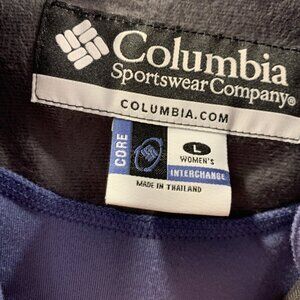 Columbia
Sportswear Company®
COLUMBIA.COM
CORE
L
WOMEN'S
INTERCHANGE
MADE IN THAILAND